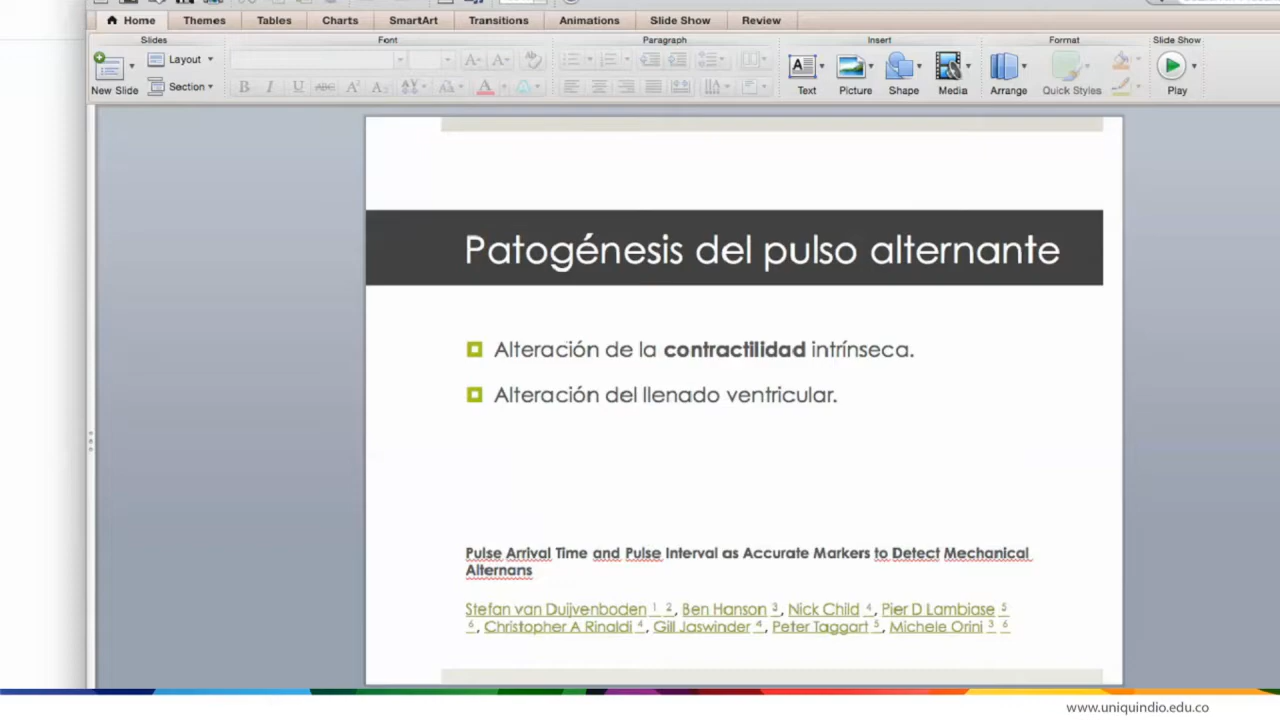 Home Themes Tables Charts SmartArt Transitions Animations Slide Show Review
Slides Font Paragraph Insert Format Slide Show
Layout
Section
New Slide Text Picture Shape Media Arrange Quick Styles Play
Patogénesis del pulso alternante
Alteración de la contractilidad intrínseca.
Alteración del llenado ventricular.
Pulse Arrival Time and Pulse Interval as Accurate Markers to Detect Mechanical
Alternans
Stefan van Duijvenboden 1 2, Ben Hanson 3, Nick Child 4, Pier D Lambiase 5
6, Christopher A Rinaldi 4, Gill Jaswinder 4, Peter Taggart 5, Michele Orini 3 6
www.uniquindio.edu.co